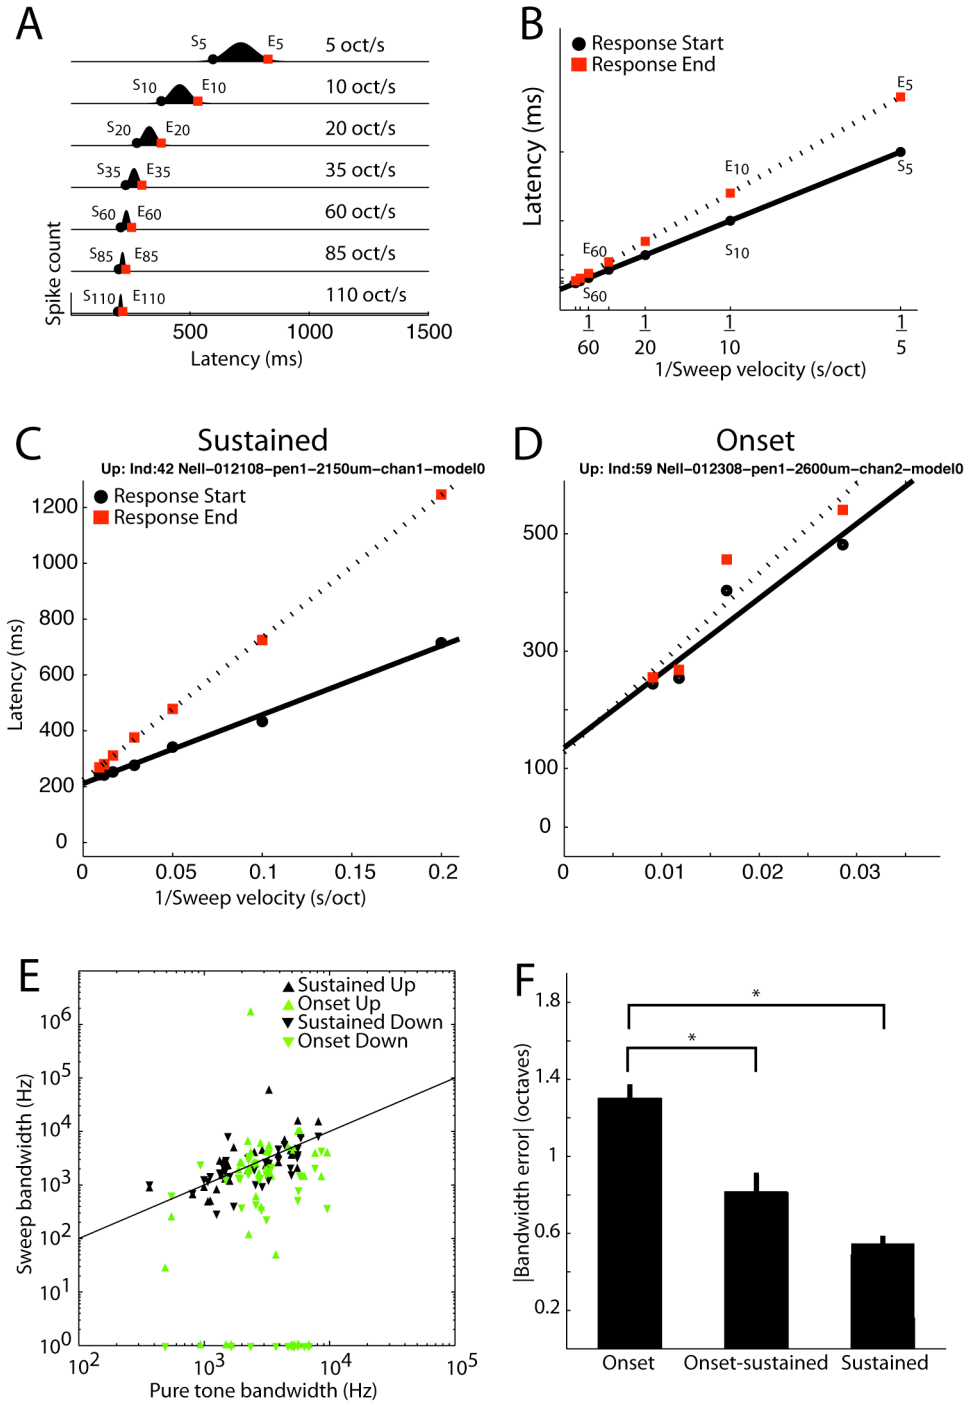 A
S5 E5 5 oct/s
S10 E10 10 oct/s
S20 E20 20 oct/s
S35 E35 35 oct/s
S60 E60 60 oct/s
S85 E85 85 oct/s
S110 E110 110 oct/s
Spike count
500 1000 1500
Latency (ms)
B
Response Start
Response End
E5
S5
E10
S10
E60
S60
Latency (ms)
1/60 1/20 1/10 1/5
1/Sweep velocity (s/oct)
C
Sustained
Up: Ind:42 Nell-012108-pen1-2150um-chan1-model0
Response Start
Response End
1200
1000
800
600
400
200
0
Latency (ms)
0 0.05 0.1 0.15 0.2
1/Sweep velocity (s/oct)
D
Onset
Up: Ind:59 Nell-012308-pen1-2600um-chan2-model0
500
300
100
0
0 0.01 0.02 0.03
E
Sustained Up
Onset Up
Sustained Down
Onset Down
10^6
10^5
10^4
10^3
10^2
10^1
10^0
Sweep bandwidth (Hz)
10^2 10^3 10^4 10^5
Pure tone bandwidth (Hz)
F
*
*
1.8
1.4
1
0.6
0.2
|Bandwidth error| (octaves)
Onset Onset-sustained Sustained